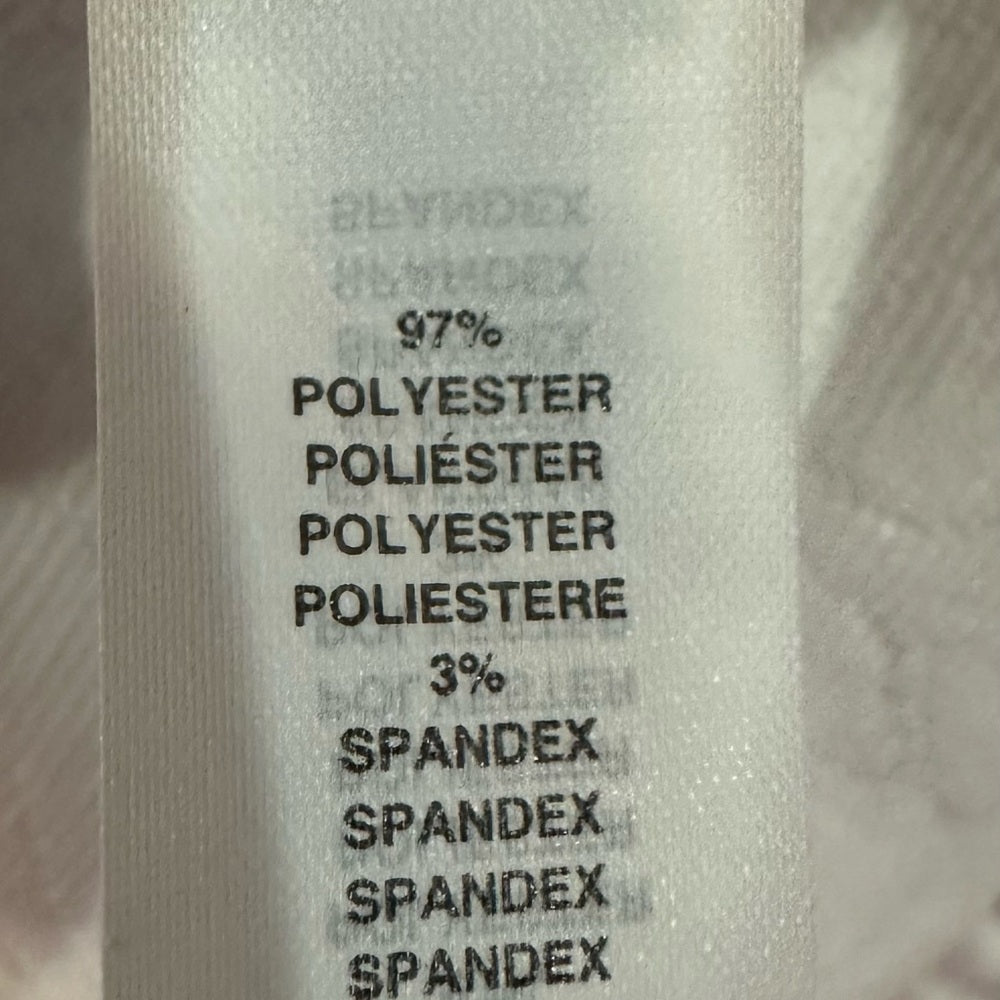 97%
POLYESTER
POLIÉSTER
POLYESTER
POLIESTERE
3%
SPANDEX
SPANDEX
SPANDEX
SPANDEX